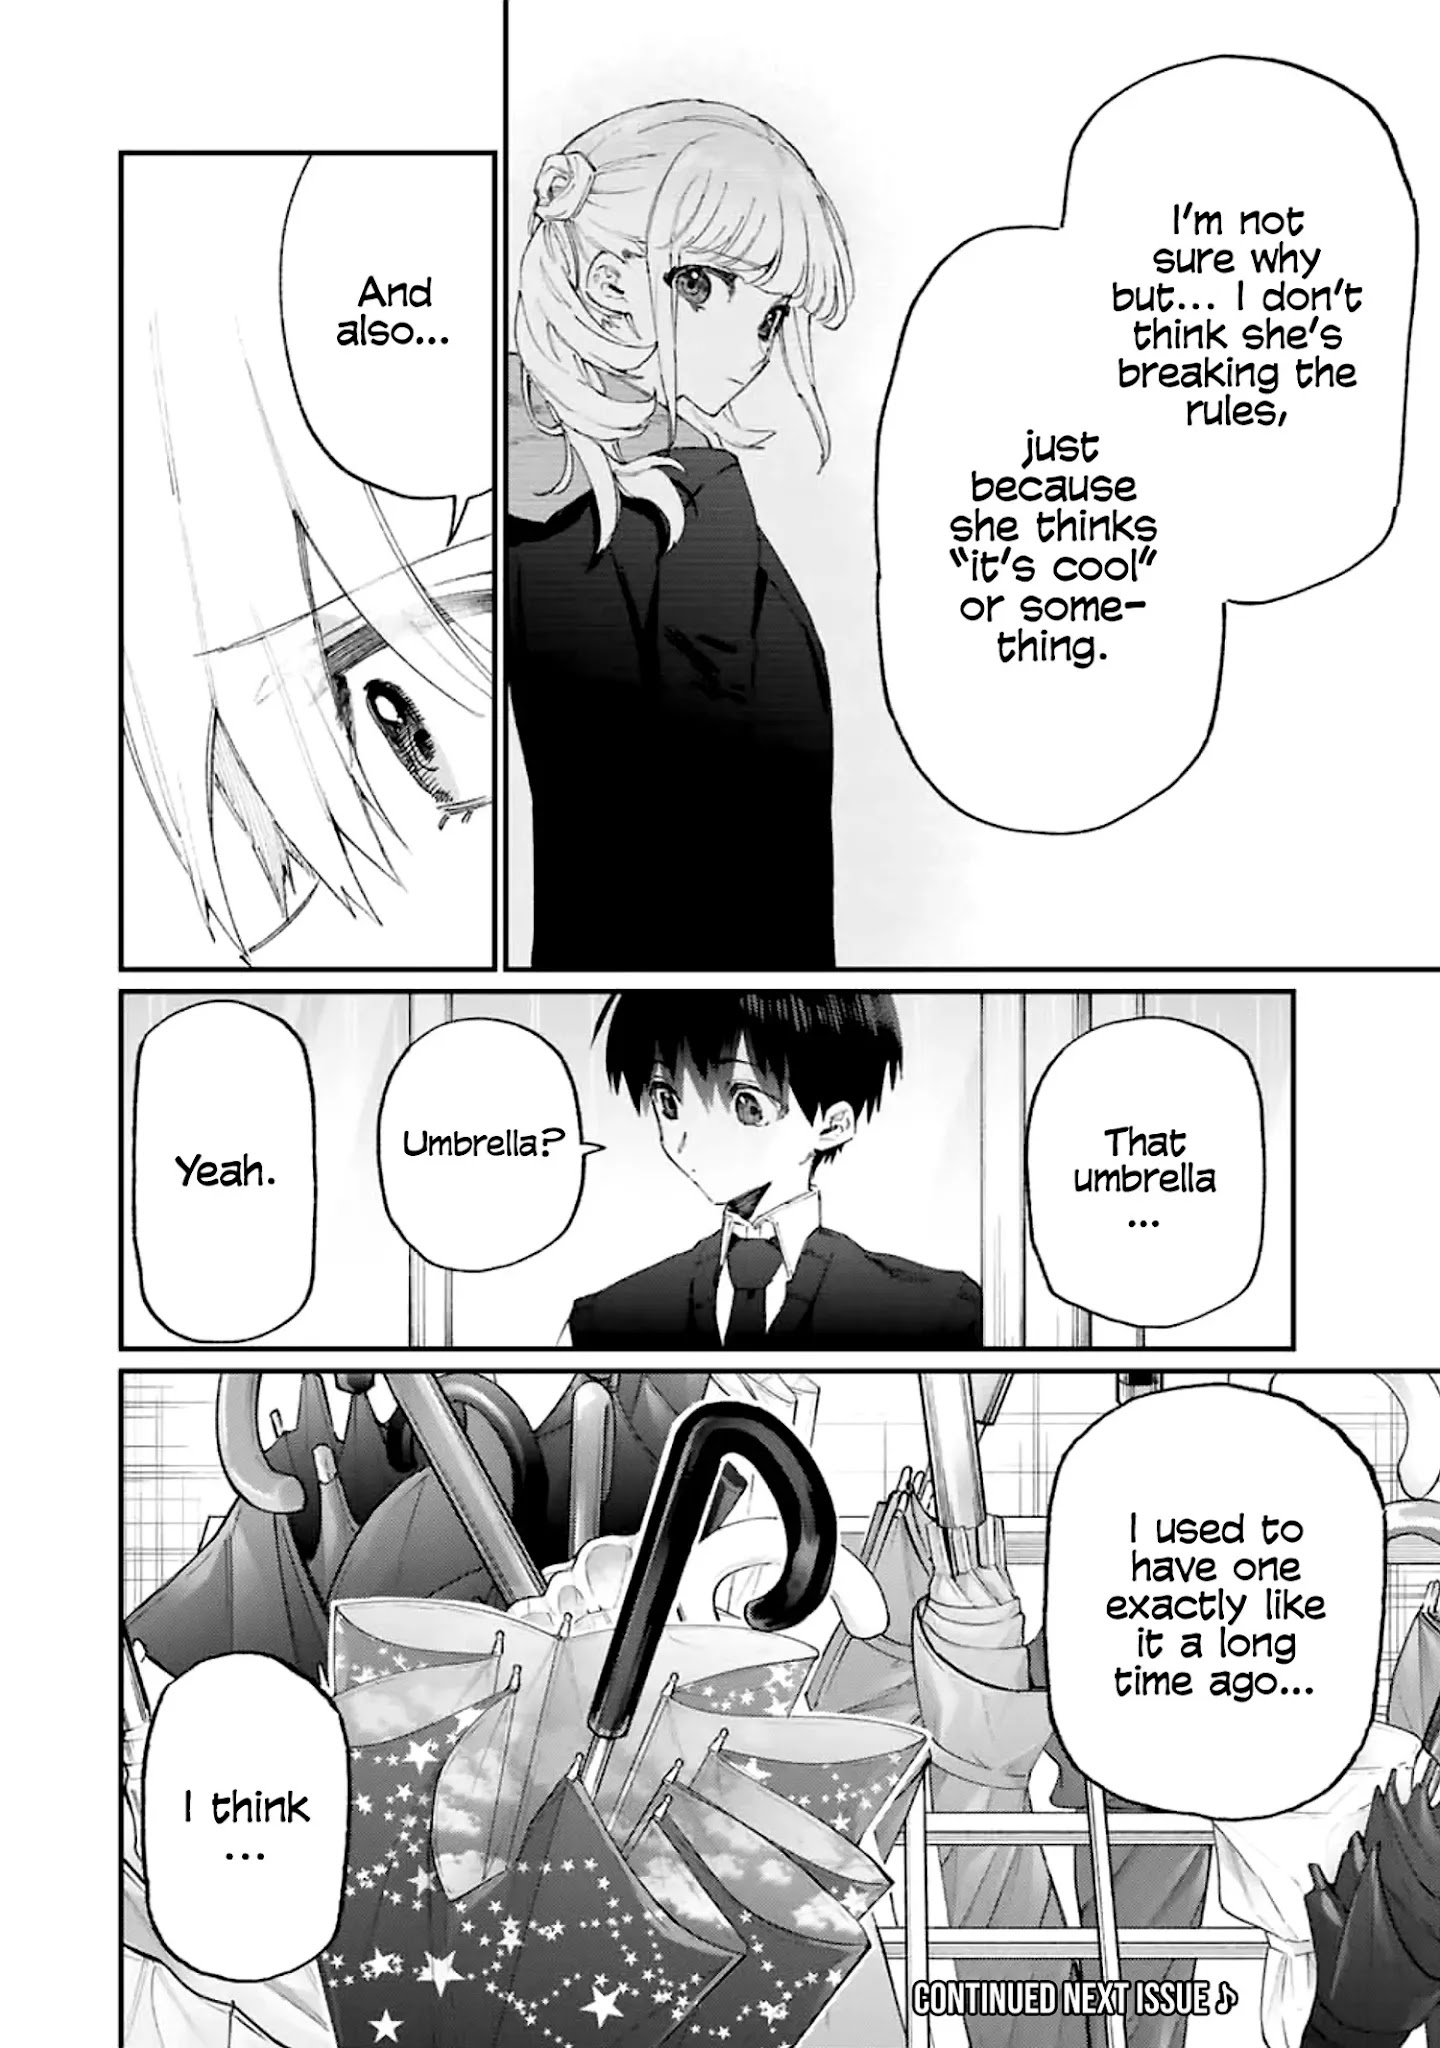 I'm not
sure why
but... I don't
think she's
breaking the
rules,
just
because
she thinks
"it's cool"
or some-
thing.
And
also...
That
umbrella
...
Umbrella?
Yeah.
I used to
have one
exactly like
it a long
time ago...
I think
...
CONTINUED NEXT ISSUE ♪